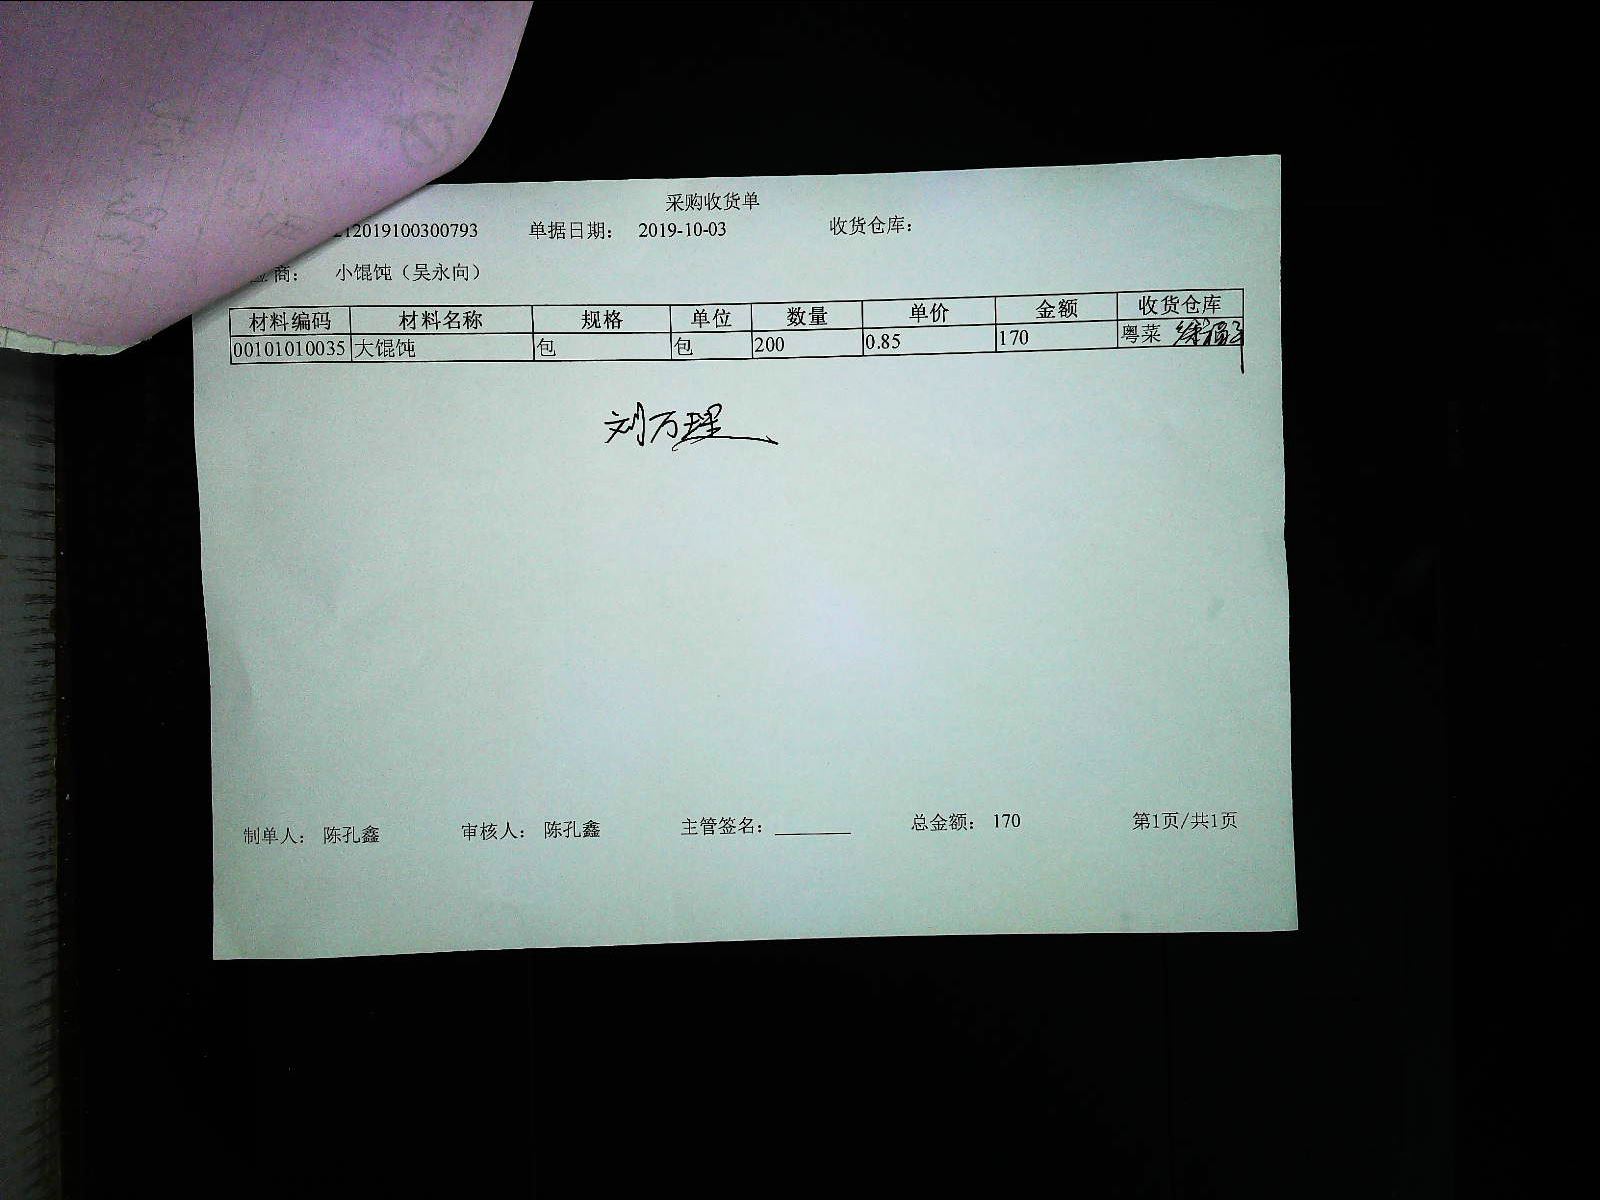 采购收货单
12019100300793 单据日期： 2019-10-03 收货仓库：
商： 小馄饨（吴永向）
材料编码 材料名称 规格 单位 数量 单价 金额 收货仓库
00101010035 大馄饨 包 包 200 0.85 170 粤菜
刘万理
制单人： 陈孔鑫 审核人： 陈孔鑫 主管签名： 总金额： 170 第1页/共1页